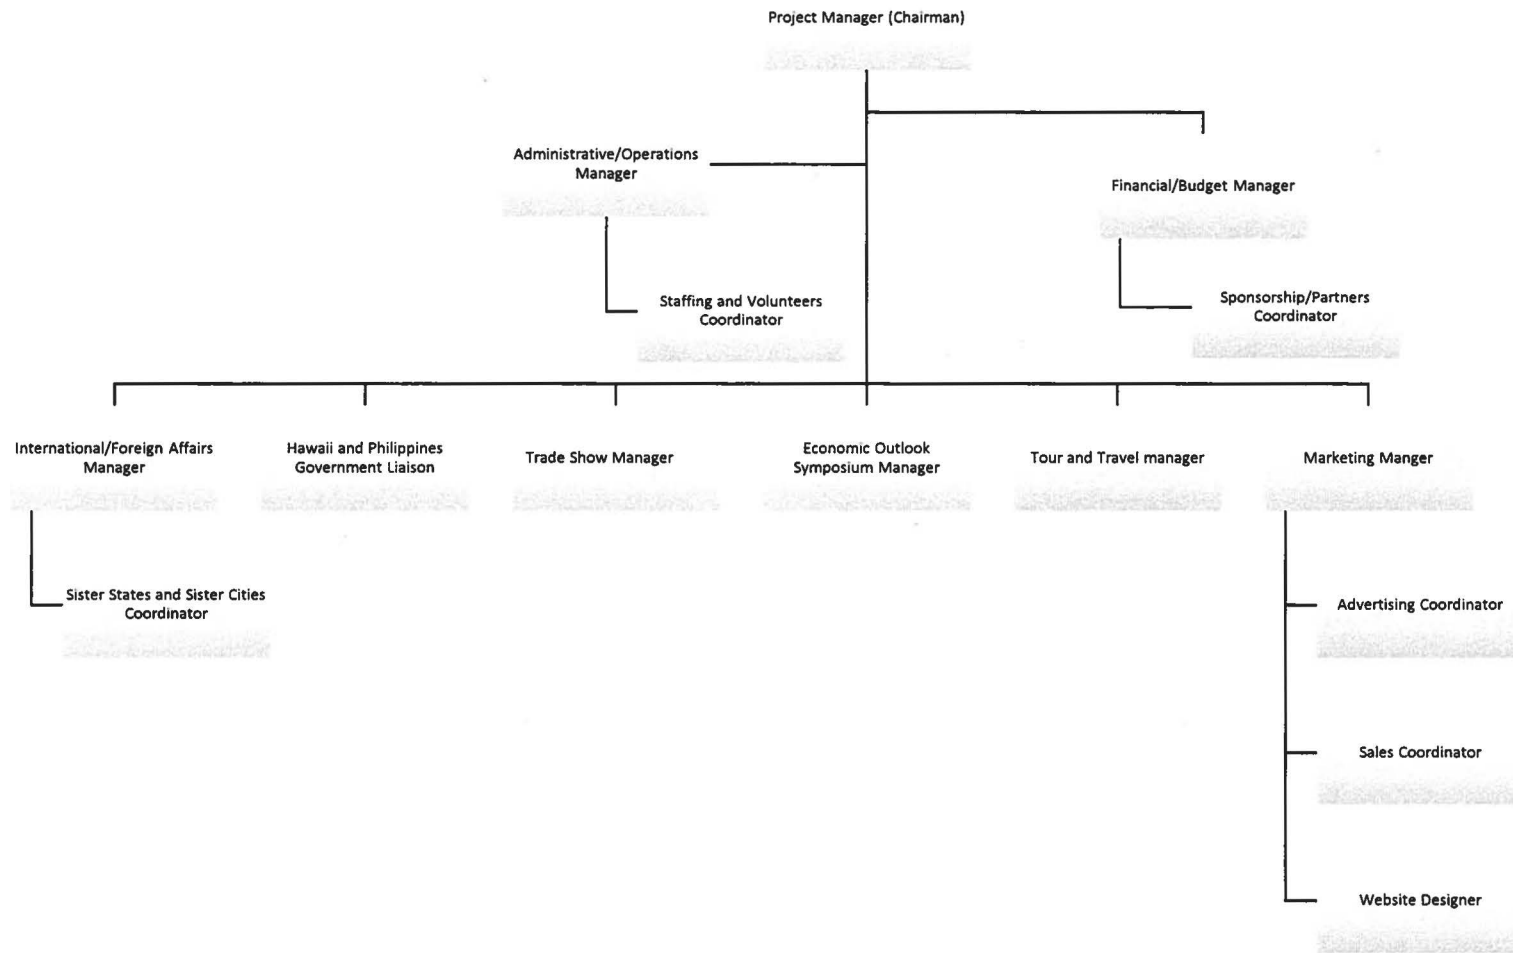 Project Manager (Chairman)
Administrative/Operations
Manager
Financial/Budget Manager
Staffing and Volunteers
Coordinator
Sponsorship/Partners
Coordinator
International/Foreign Affairs
Manager
Hawaii and Philippines
Government Liaison
Trade Show Manager
Economic Outlook
Symposium Manager
Tour and Travel manager
Marketing Manger
Sister States and Sister Cities
Coordinator
Advertising Coordinator
Sales Coordinator
Website Designer